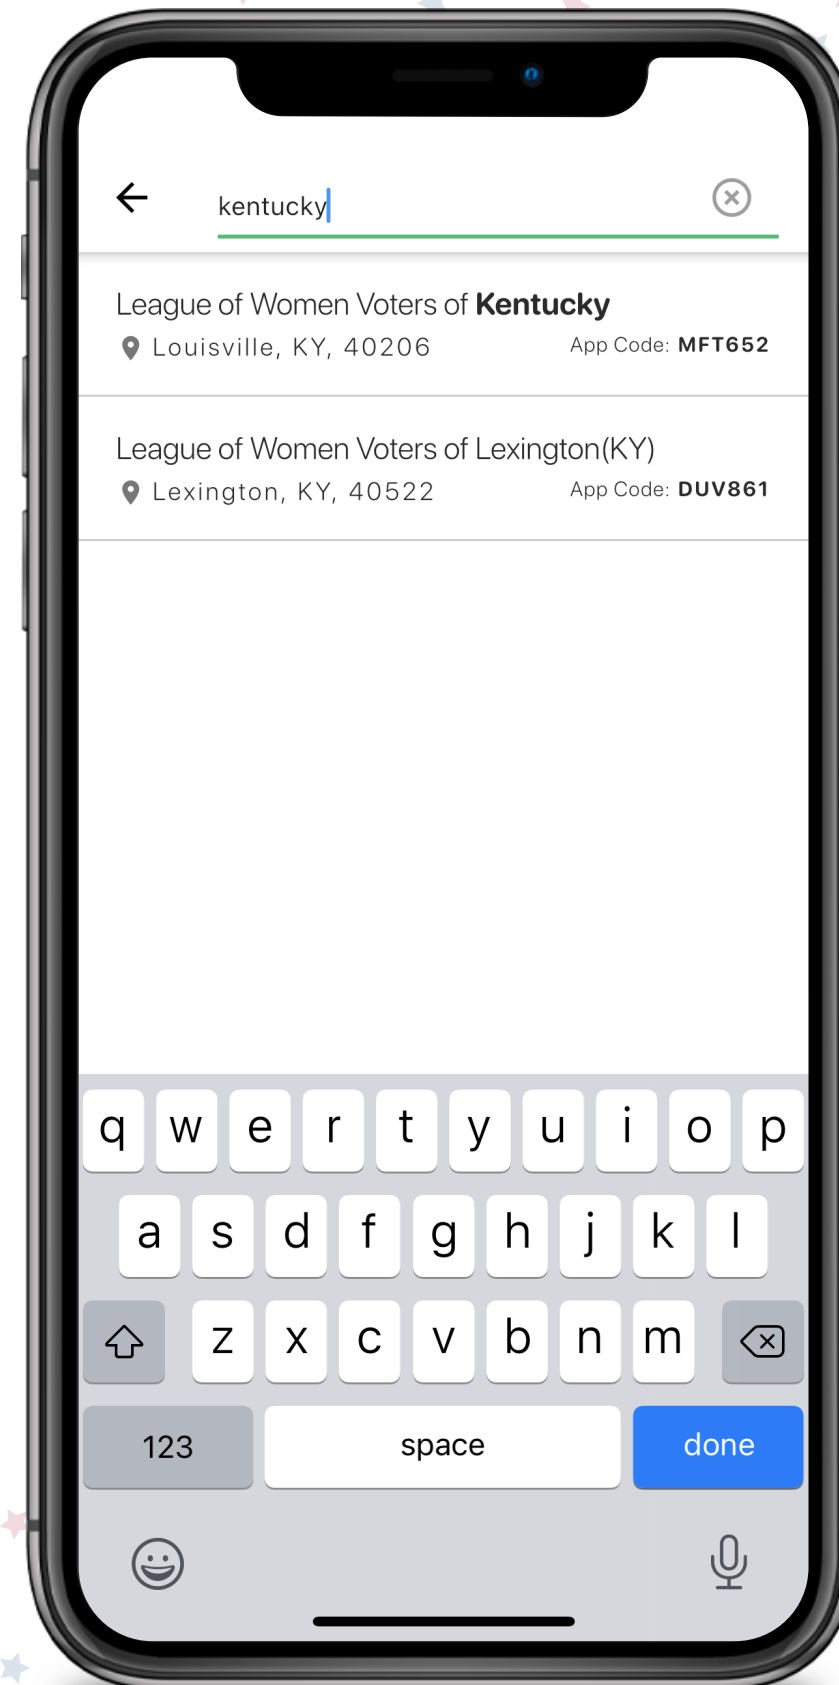 kentucky
League of Women Voters of Kentucky
Louisville, KY, 40206 App Code: MFT652
League of Women Voters of Lexington(KY)
Lexington, KY, 40522 App Code: DUV861
q w e r t y u i o p
a s d f g h j k l
z x c v b n m
123 space done